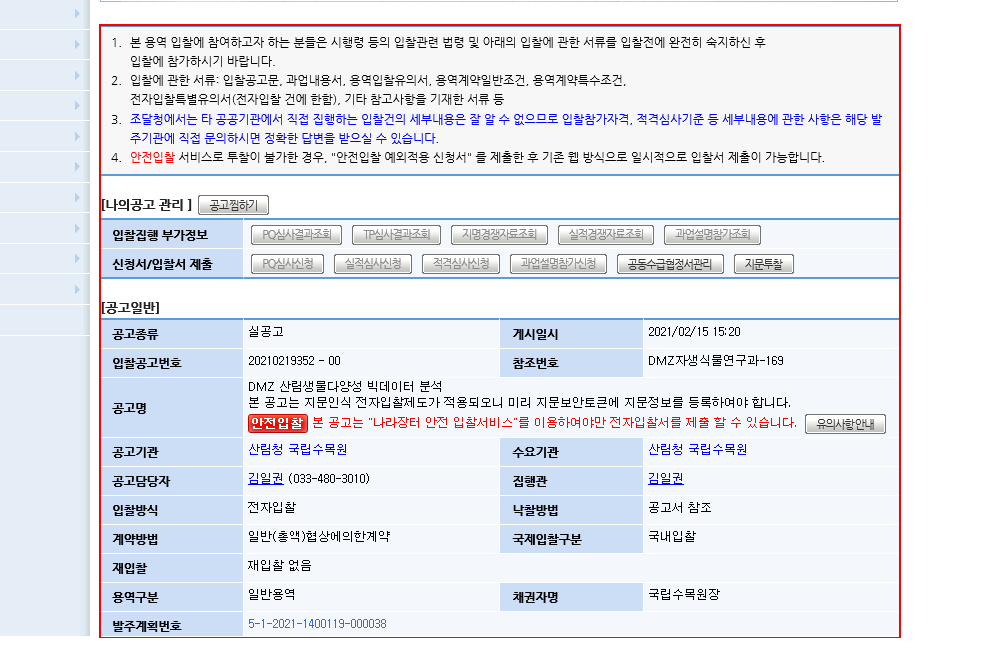 1. 본 용역 입찰에 참여하고자 하는 분들은 시행령 등의 입찰관련 법령 및 아래의 입찰에 관한 서류를 입찰전에 완전히 숙지하신 후
입찰에 참가하시기 바랍니다.
2. 입찰에 관한 서류: 입찰공고문, 과업내용서, 용역입찰유의서, 용역계약일반조건, 용역계약특수조건,
전자입찰특별유의서(전자입찰 건에 한함), 기타 참고사항을 기재한 서류 등
3. 조달청에서는 타 공공기관에서 직접 집행하는 입찰건의 세부내용은 잘 알 수 없으므로 입찰참가자격, 적격심사기준 등 세부내용에 관한 사항은 해당 발
주기관에 직접 문의하시면 정확한 답변을 받으실 수 있습니다.
4. 안전입찰 서비스로 투찰이 불가한 경우, "안전입찰 예외적용 신청서" 를 제출한 후 기존 웹 방식으로 일시적으로 입찰서 제출이 가능합니다.
[나의공고 관리 ] 공고찜하기
입찰집행 부가정보 PQ심사결과조회 TP심사결과조회 지명경쟁자료조회 실적경쟁자료조회 과업설명참가조회
신청서/입찰서 제출 PQ심사신청 실적심사신청 적격심사신청 과업설명참가신청 공동수급협정서관리 지문투찰
[공고일반]
공고종류 실공고 게시일시 2021/02/15 15:20
입찰공고번호 20210219352 - 00 참조번호 DMZ자생식물연구과-169
공고명 DMZ 산림생물다양성 빅데이터 분석
본 공고는 지문인식 전자입찰제도가 적용되오니 미리 지문보안토큰에 지문정보를 등록하여야 합니다.
안전입찰 본 공고는 "나라장터 안전 입찰서비스"를 이용하여야만 전자입찰서를 제출 할 수 있습니다. 유의사항안내
공고기관 산림청 국립수목원 수요기관 산림청 국립수목원
공고담당자 김일권 (033-480-3010) 집행관 김일권
입찰방식 전자입찰 낙찰방법 공고서 참조
계약방법 일반(총액)협상에의한계약 국제입찰구분 국내입찰
재입찰 재입찰 없음
용역구분 일반용역 채권자명 국립수목원장
발주계획번호 5-1-2021-1400119-000038